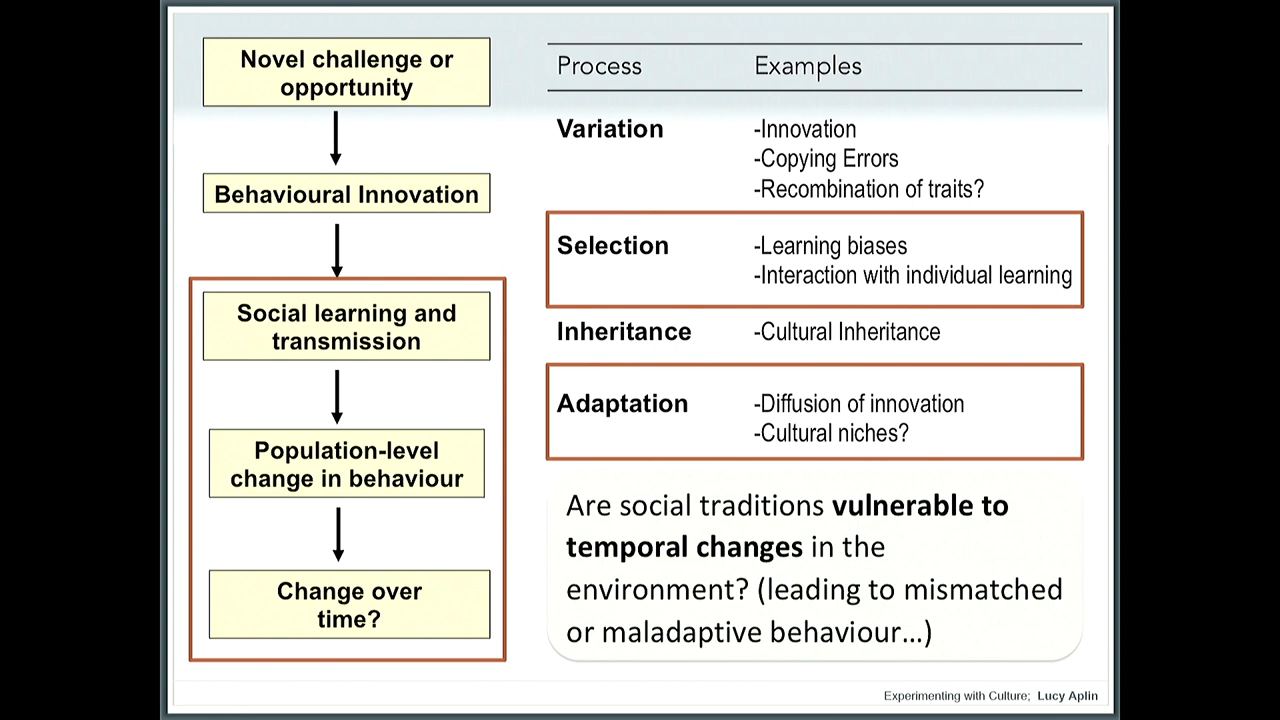 Novel challenge or
opportunity
Behavioural Innovation
Social learning and
transmission
Population-level
change in behaviour
Change over
time?
Process Examples
Variation -Innovation
-Copying Errors
-Recombination of traits?
Selection -Learning biases
-Interaction with individual learning
Inheritance -Cultural Inheritance
Adaptation -Diffusion of innovation
-Cultural niches?
Are social traditions vulnerable to
temporal changes in the
environment? (leading to mismatched
or maladaptive behaviour...)
Experimenting with Culture; Lucy Aplin